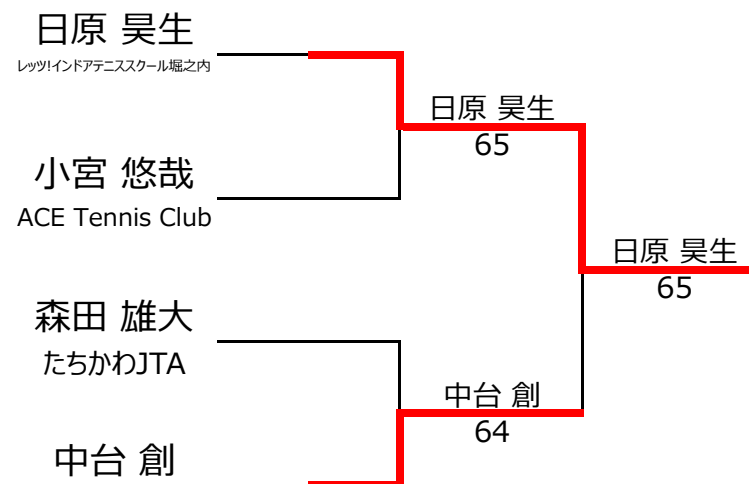 日原 昊生
レッツ!インドアテニススクール堀之内
日原 昊生
65
小宮 悠哉
ACE Tennis Club
日原 昊生
65
森田 雄大
たちかわJTA
中台 創
64
中台 創